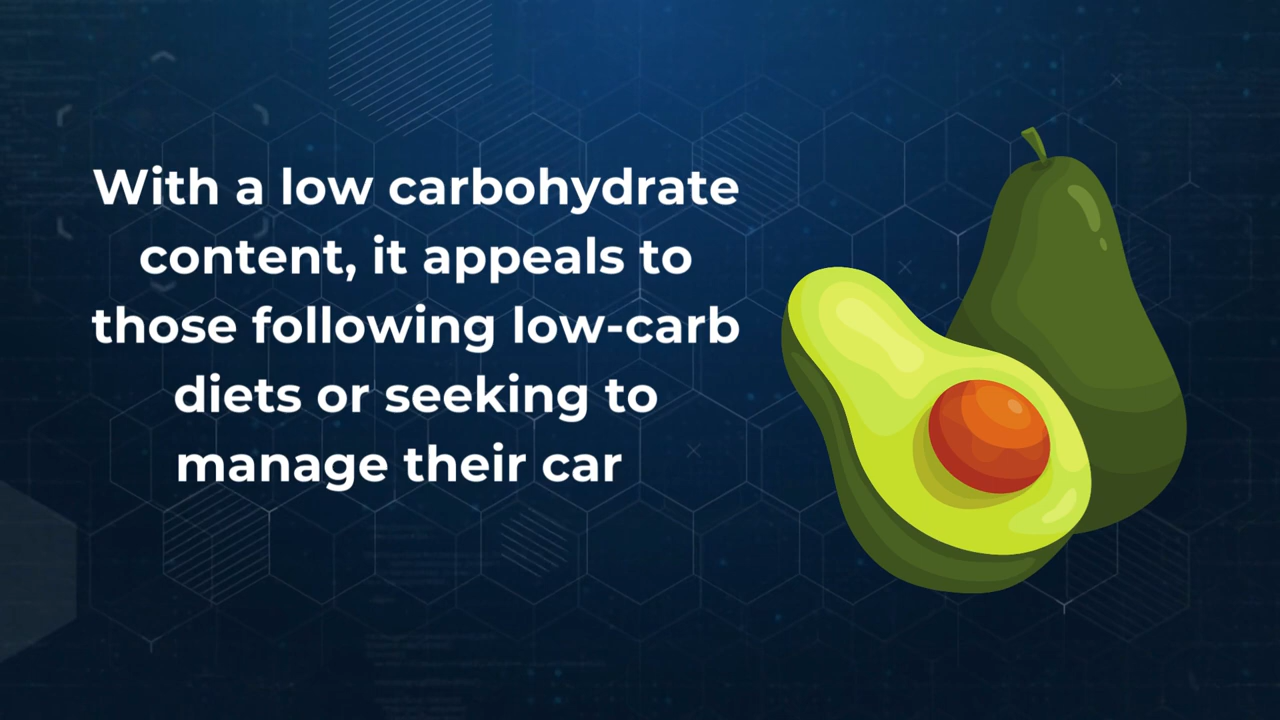 With a low carbohydrate
content, it appeals to
those following low-carb
diets or seeking to
manage their car